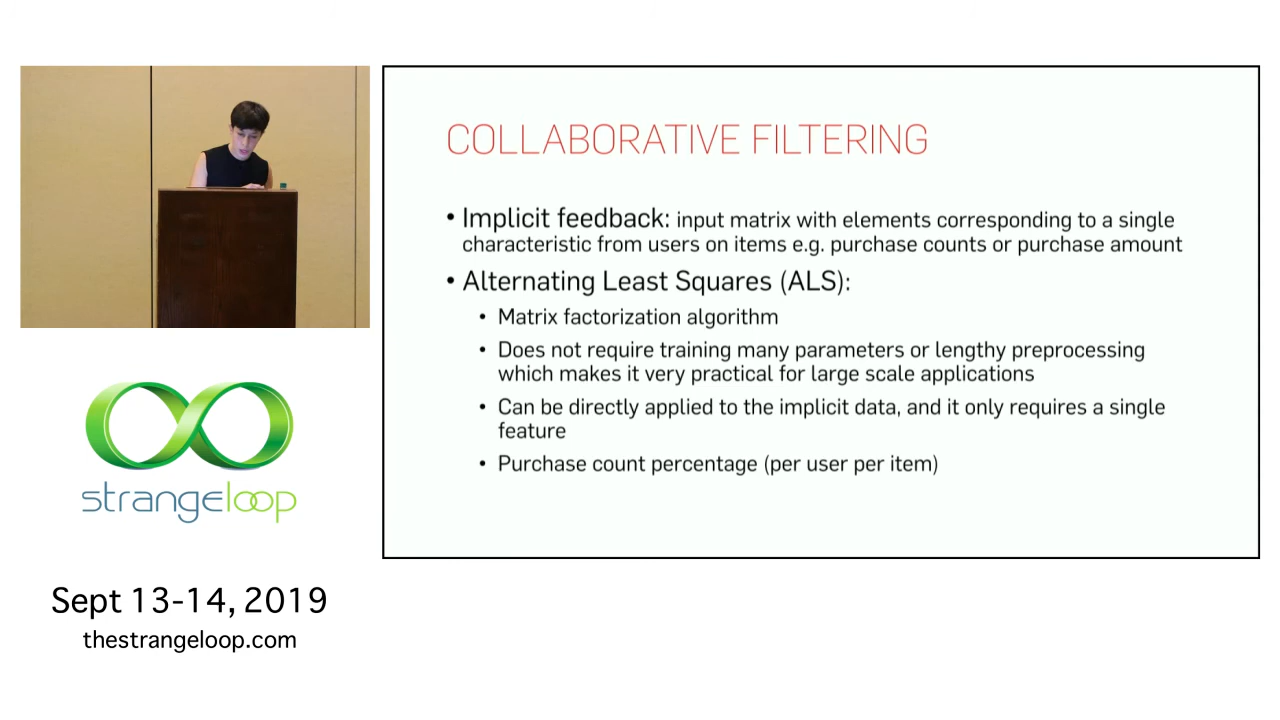 COLLABORATIVE FILTERING
• Implicit feedback: input matrix with elements corresponding to a single
characteristic from users on items e.g. purchase counts or purchase amount
• Alternating Least Squares (ALS):
• Matrix factorization algorithm
• Does not require training many parameters or lengthy preprocessing
which makes it very practical for large scale applications
• Can be directly applied to the implicit data, and it only requires a single
feature
• Purchase count percentage (per user per item)
strangeloop
Sept 13-14, 2019
thestrangeloop.com